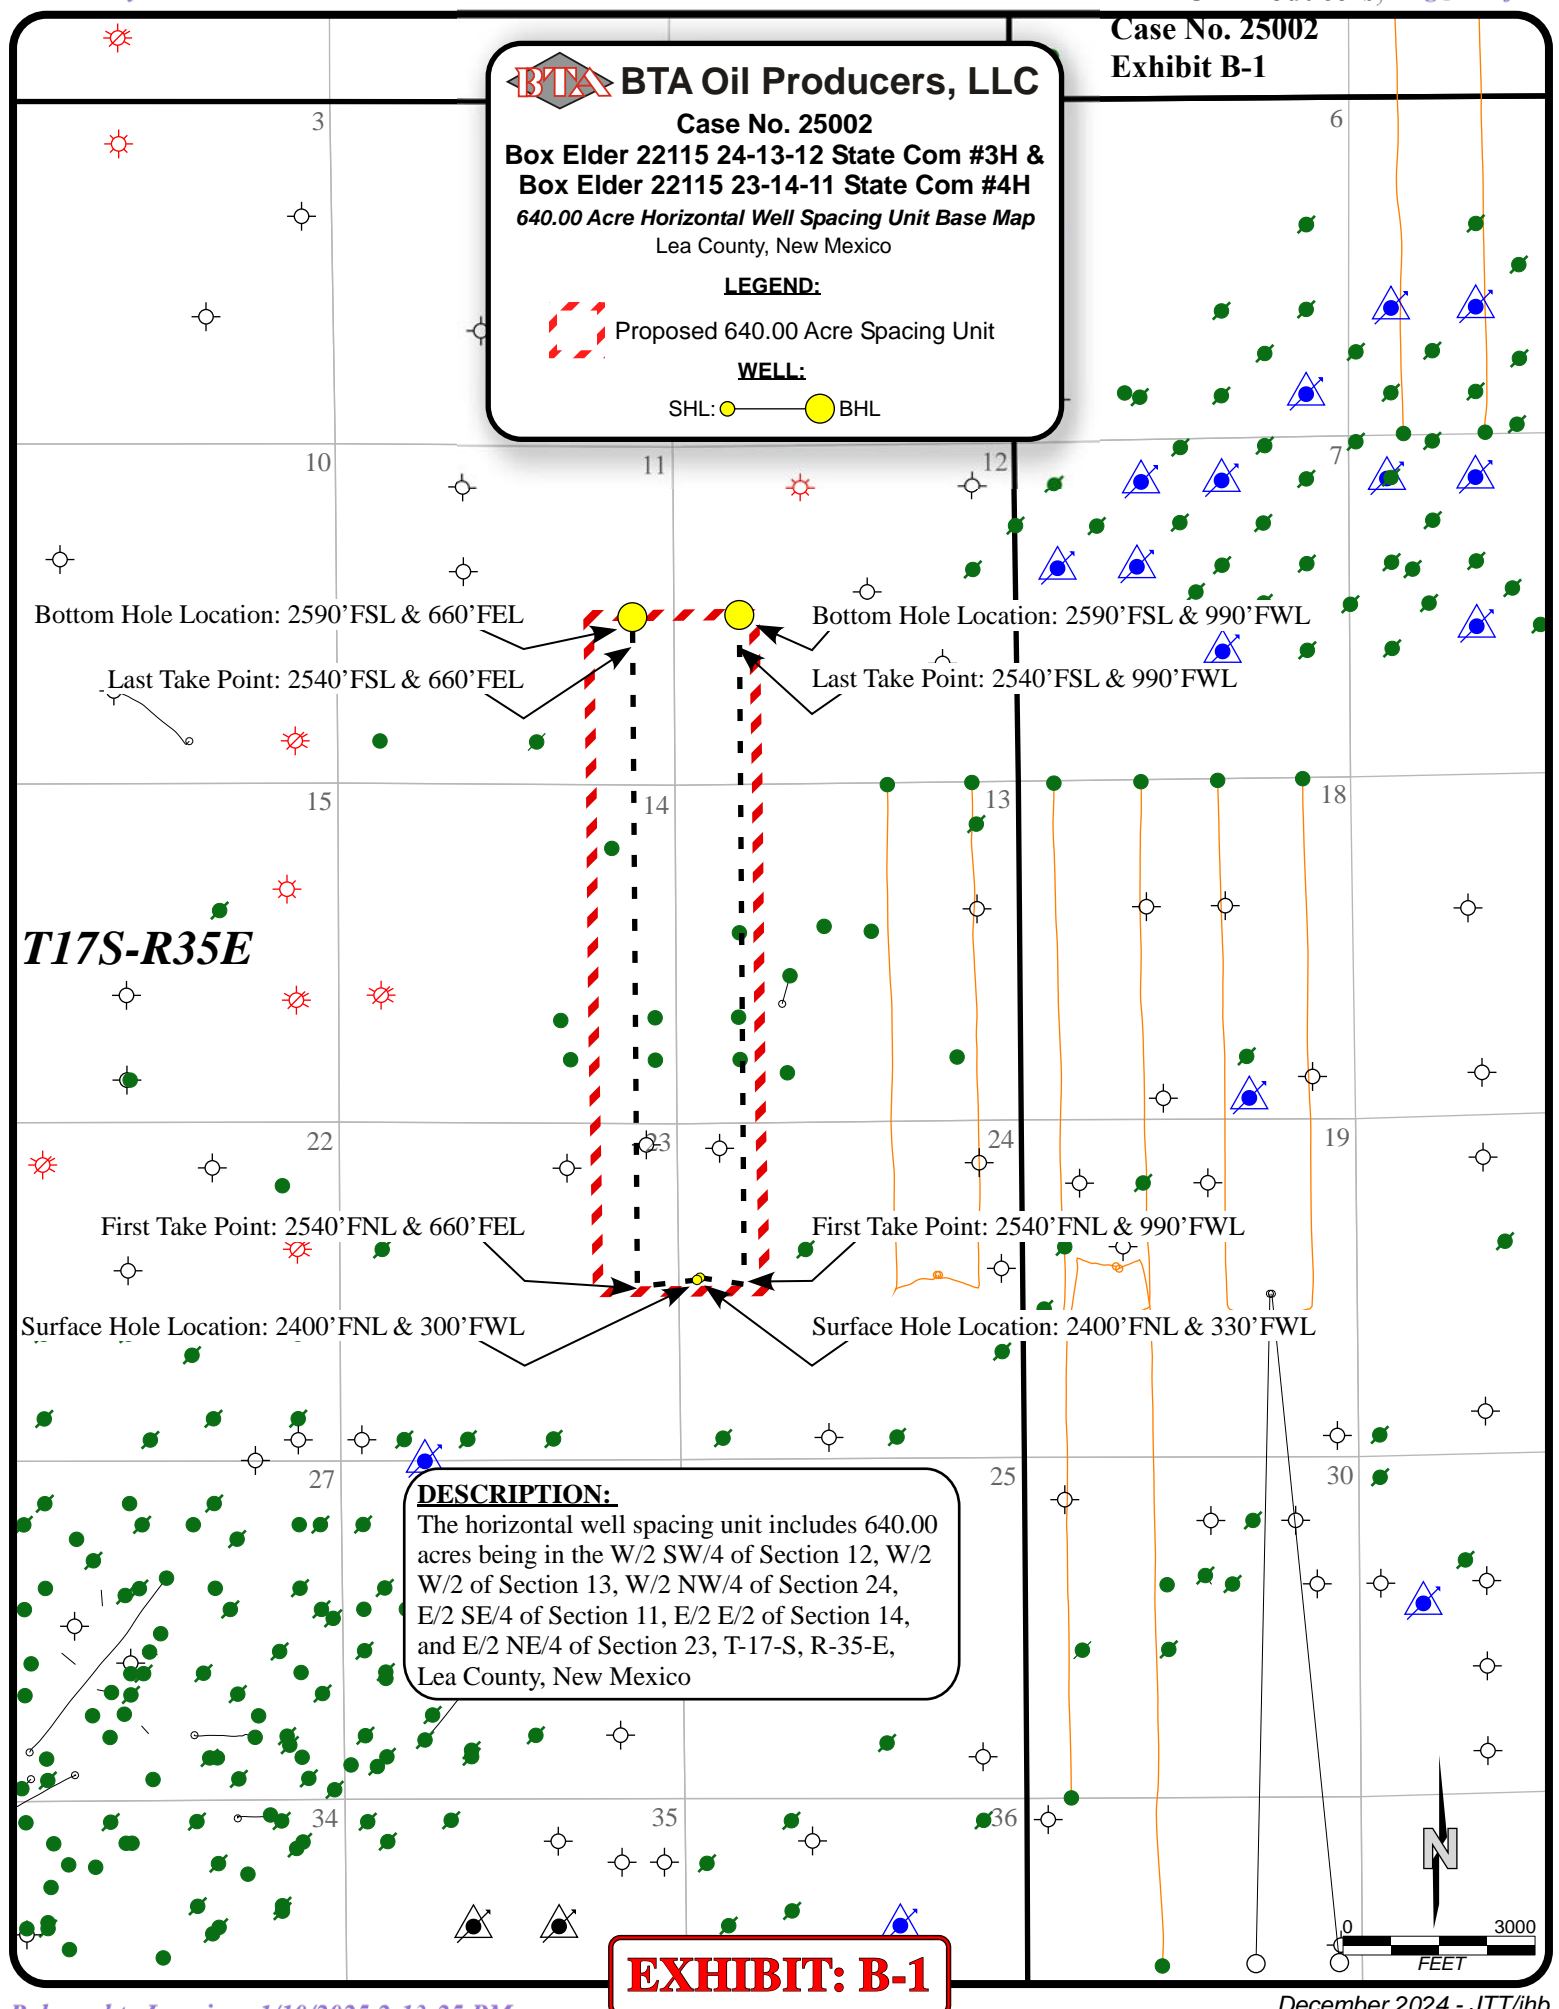 Case No. 25002
Exhibit B-1
BTA BTA Oil Producers, LLC
Case No. 25002
Box Elder 22115 24-13-12 State Com #3H &
Box Elder 22115 23-14-11 State Com #4H
640.00 Acre Horizontal Well Spacing Unit Base Map
Lea County, New Mexico
LEGEND:
Proposed 640.00 Acre Spacing Unit
WELL:
SHL: BHL
3
6
10
11
12
7
Bottom Hole Location: 2590'FSL & 660'FEL
Bottom Hole Location: 2590'FSL & 990'FWL
Last Take Point: 2540'FSL & 660'FEL
Last Take Point: 2540'FSL & 990'FWL
15
14
13
18
T17S-R35E
22
23
24
19
First Take Point: 2540'FNL & 660'FEL
First Take Point: 2540'FNL & 990'FWL
Surface Hole Location: 2400'FNL & 300'FWL
Surface Hole Location: 2400'FNL & 330'FWL
27
25
30
DESCRIPTION:
The horizontal well spacing unit includes 640.00
acres being in the W/2 SW/4 of Section 12, W/2
W/2 of Section 13, W/2 NW/4 of Section 24,
E/2 SE/4 of Section 11, E/2 E/2 of Section 14,
and E/2 NE/4 of Section 23, T-17-S, R-35-E,
Lea County, New Mexico
34
35
36
N
0 3000
FEET
EXHIBIT: B-1
1/10/2025 2:13:25 PM
December 2024 - JTT/jhb